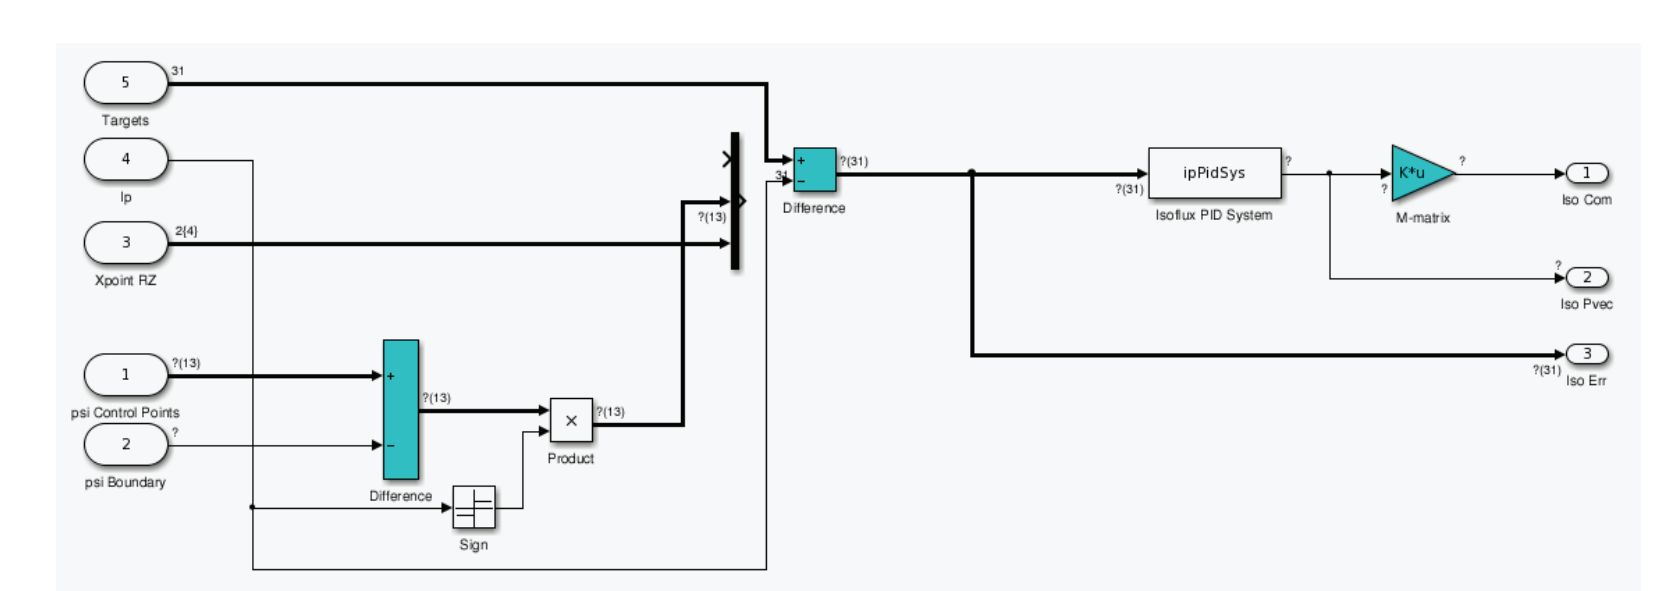 5
31
Targets
4
Ip
3
2{4}
Xpoint RZ
1
?(13)
psi Control Points
2
?
psi Boundary
+
−
Difference
?(13)
Sign
×
Product
?(13)
?(13)
31
+
−
Difference
?(31)
?(31)
ipPidSys
Isoflux PID System
?
?
K*u
M-matrix
?
1
Iso Com
?
2
Iso Pvec
?(31)
3
Iso Err